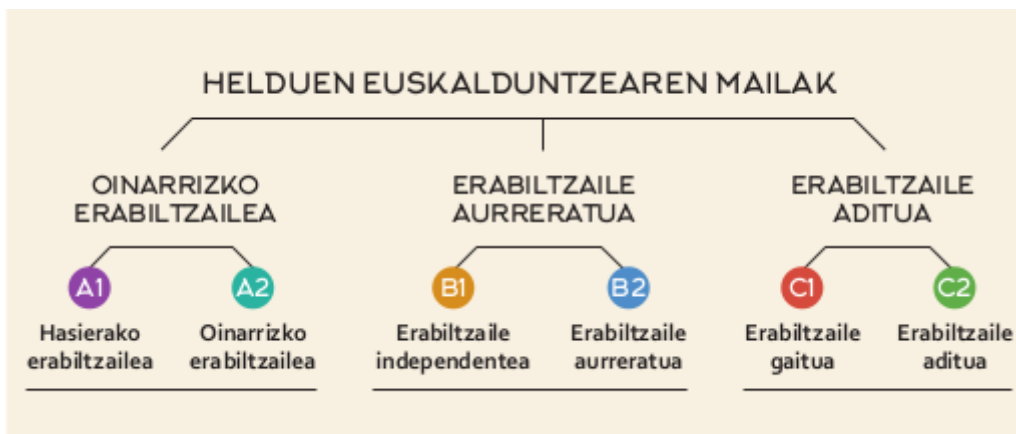 HELDUEN EUSKALDUNTZEAREN MAILAK
OINARRIZKO
ERABILTZAILEA
A1
Hasierako
erabiltzailea
A2
Oinarrizko
erabiltzailea
ERABILTZAILE
AURRERATUA
B1
Erabiltzaile
independentea
B2
Erabiltzaile
aurreratua
ERABILTZAILE
ADITUA
C1
Erabiltzaile
gaitua
C2
Erabiltzaile
aditua